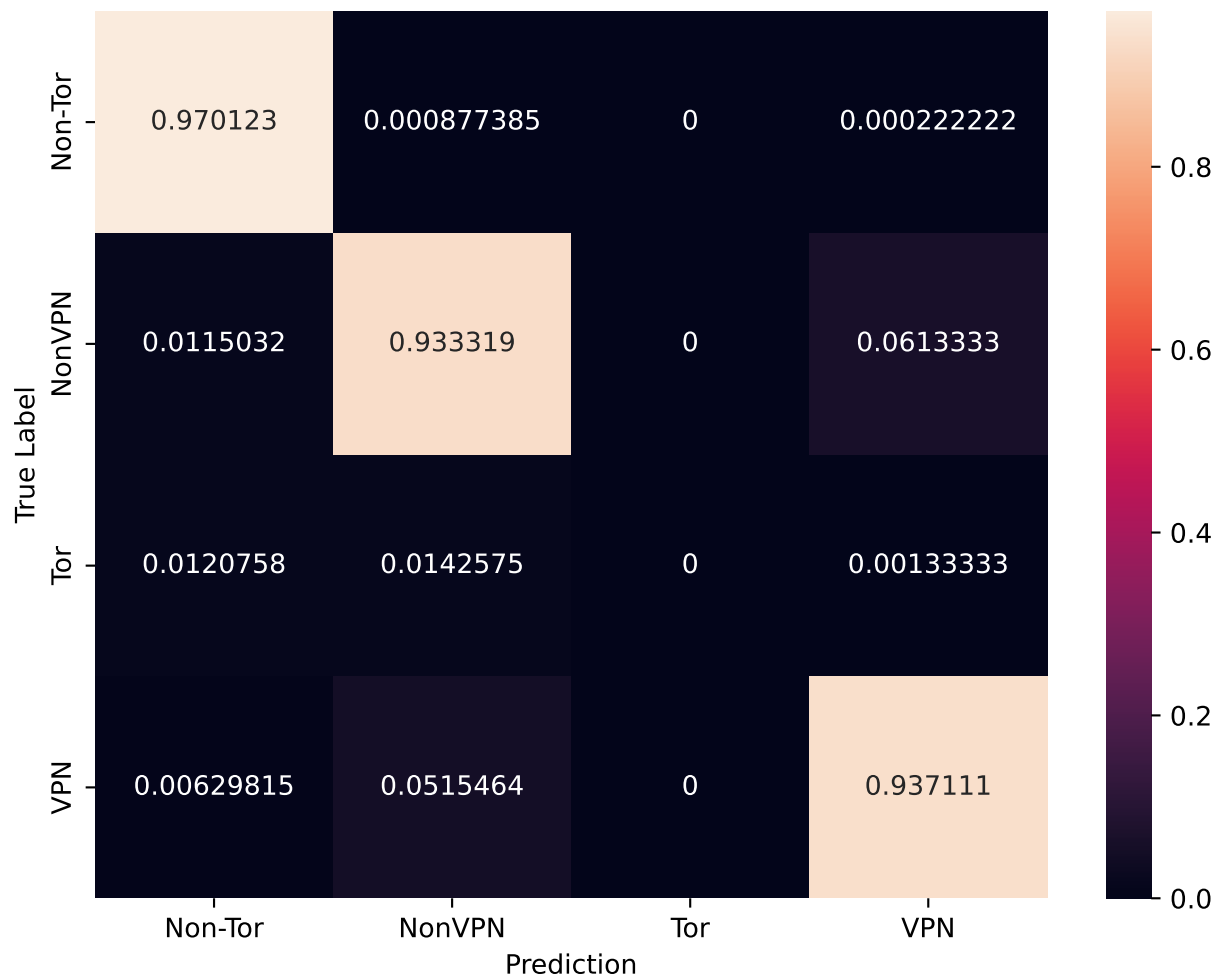 Non-Tor 0.970123 0.000877385 0 0.000222222
NonVPN 0.0115032 0.933319 0 0.0613333
Tor 0.0120758 0.0142575 0 0.00133333
VPN 0.00629815 0.0515464 0 0.937111
True Label
Non-Tor NonVPN Tor VPN
Prediction
0.8
0.6
0.4
0.2
0.0